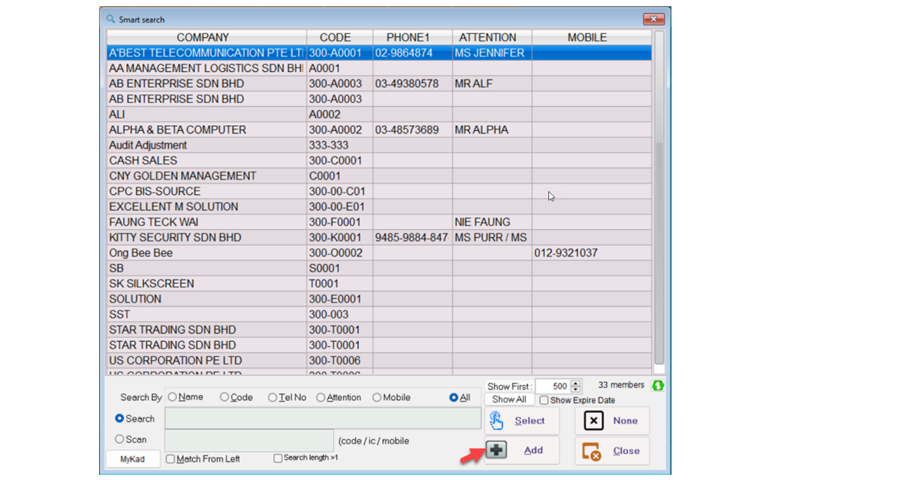 Smart search
COMPANY CODE PHONE1 ATTENTION MOBILE
A'BEST TELECOMMUNICATION PTE LT 300-A0001 02-9864874 MS JENNIFER
AA MANAGEMENT LOGISTICS SDN BH A0001
AB ENTERPRISE SDN BHD 300-A0003 03-49380578 MR ALF
AB ENTERPRISE SDN BHD 300-A0003
ALI A0002
ALPHA & BETA COMPUTER 300-A0002 03-48573689 MR ALPHA
Audit Adjustment 333-333
CASH SALES 300-C0001
CNY GOLDEN MANAGEMENT C0001
CPC BIS-SOURCE 300-00-C01
EXCELLENT M SOLUTION 300-00-E01
FAUNG TECK WAI 300-F0001 NIE FAUNG
KITTY SECURITY SDN BHD 300-K0001 9485-9884-847 MS PURR / MS
Ong Bee Bee 300-O0002 012-9321037
SB S0001
SK SILKSCREEN T0001
SOLUTION 300-E0001
SST 300-003
STAR TRADING SDN BHD 300-T0001
STAR TRADING SDN BHD 300-T0001
US CORPORATION PE LTD 300-T0006
US CORPORATION PE LTD 300-T0006
Show First : 500 33 members
Search By Name Code Tel No Attention Mobile All Show All Show Expire Date
Search Select None
Scan (code / ic / mobile Add Close
MyKad Match From Left Search length >1